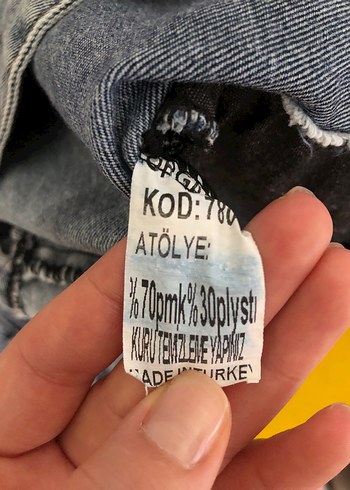 KOD: 780
ATÖLYE:
%70pmk%30plysti
KURU TEMİZLEME YAPINIZ
MADE IN TURKEY